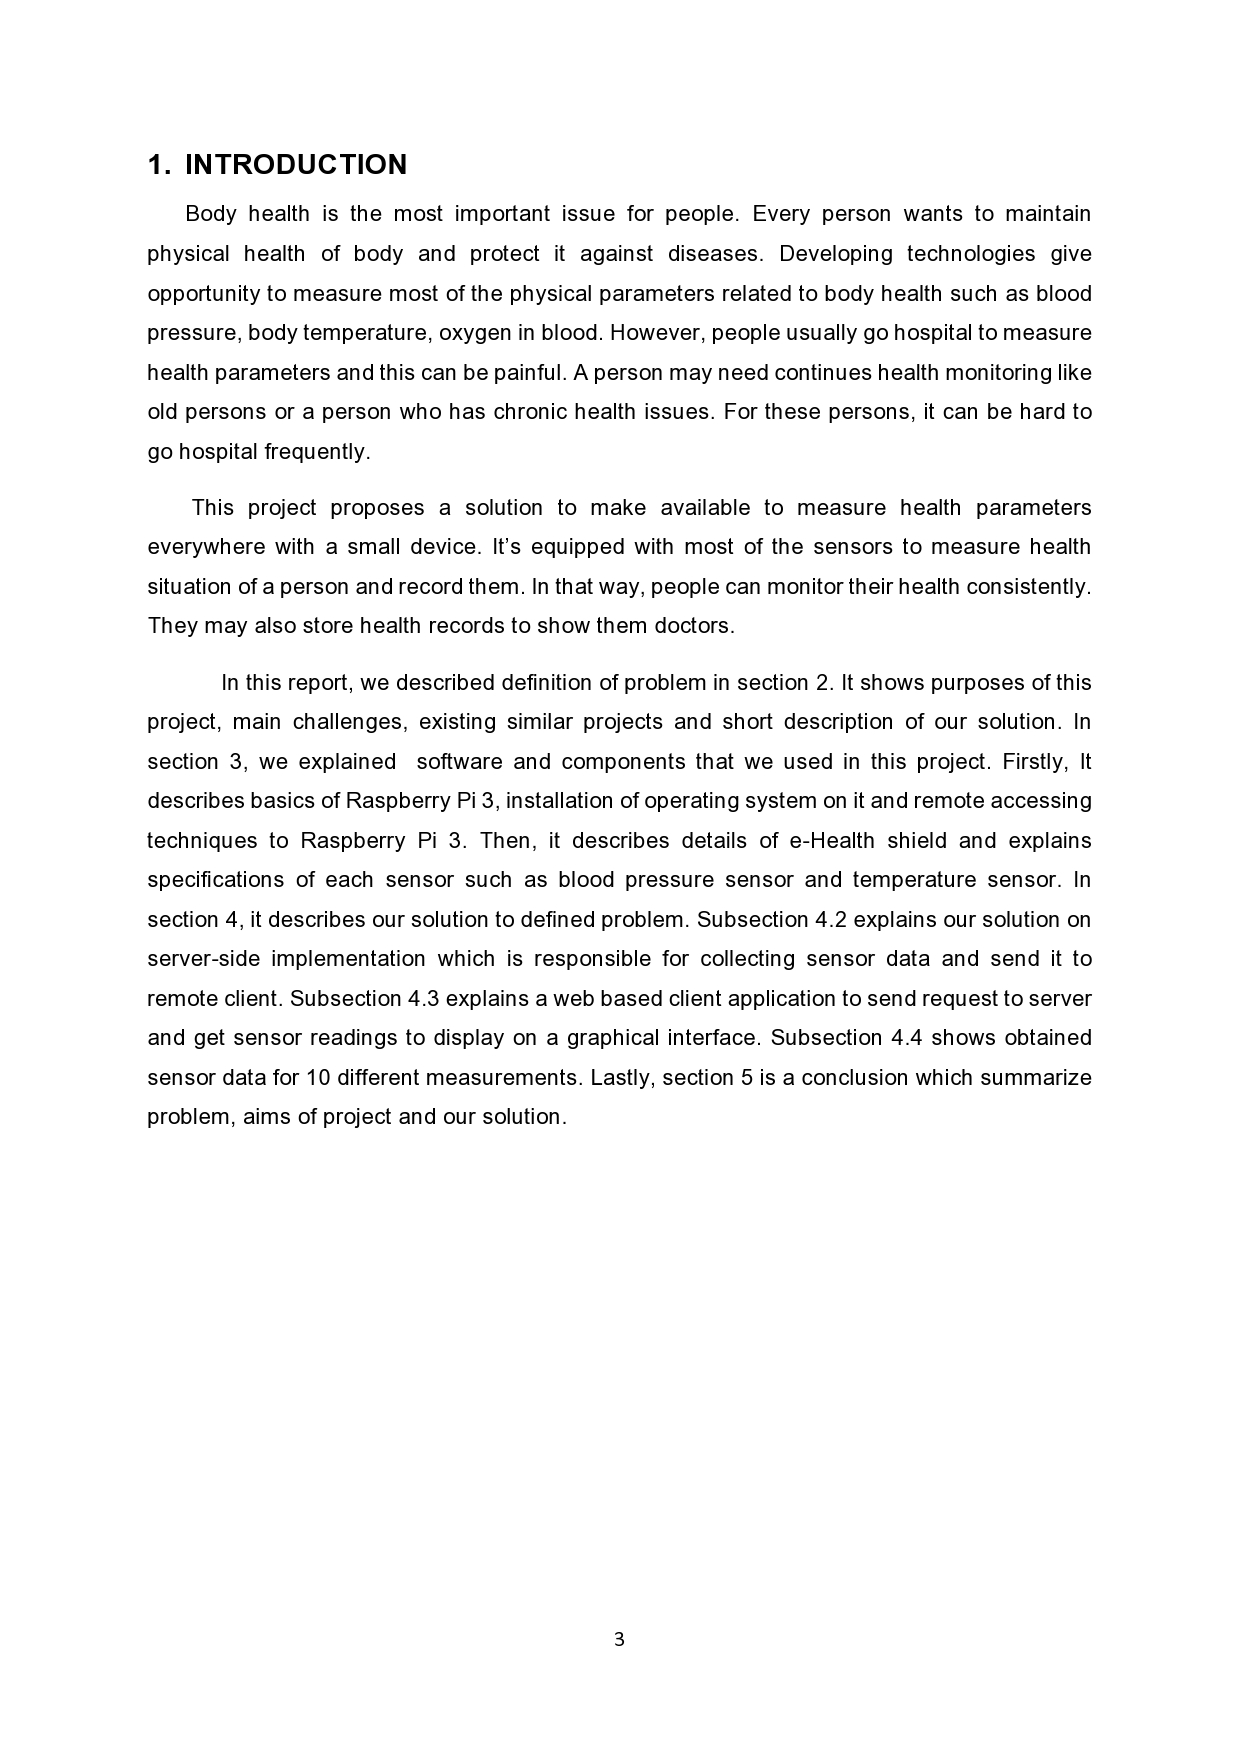 1. INTRODUCTION
Body health is the most important issue for people. Every person wants to maintain
physical health of body and protect it against diseases. Developing technologies give
opportunity to measure most of the physical parameters related to body health such as blood
pressure, body temperature, oxygen in blood. However, people usually go hospital to measure
health parameters and this can be painful. A person may need continues health monitoring like
old persons or a person who has chronic health issues. For these persons, it can be hard to
go hospital frequently.
This project proposes a solution to make available to measure health parameters
everywhere with a small device. It’s equipped with most of the sensors to measure health
situation of a person and record them. In that way, people can monitor their health consistently.
They may also store health records to show them doctors.
In this report, we described definition of problem in section 2. It shows purposes of this
project, main challenges, existing similar projects and short description of our solution. In
section 3, we explained  software and components that we used in this project. Firstly, It
describes basics of Raspberry Pi 3, installation of operating system on it and remote accessing
techniques to Raspberry Pi 3. Then, it describes details of e-Health shield and explains
specifications of each sensor such as blood pressure sensor and temperature sensor. In
section 4, it describes our solution to defined problem. Subsection 4.2 explains our solution on
server-side implementation which is responsible for collecting sensor data and send it to
remote client. Subsection 4.3 explains a web based client application to send request to server
and get sensor readings to display on a graphical interface. Subsection 4.4 shows obtained
sensor data for 10 different measurements. Lastly, section 5 is a conclusion which summarize
problem, aims of project and our solution.
3